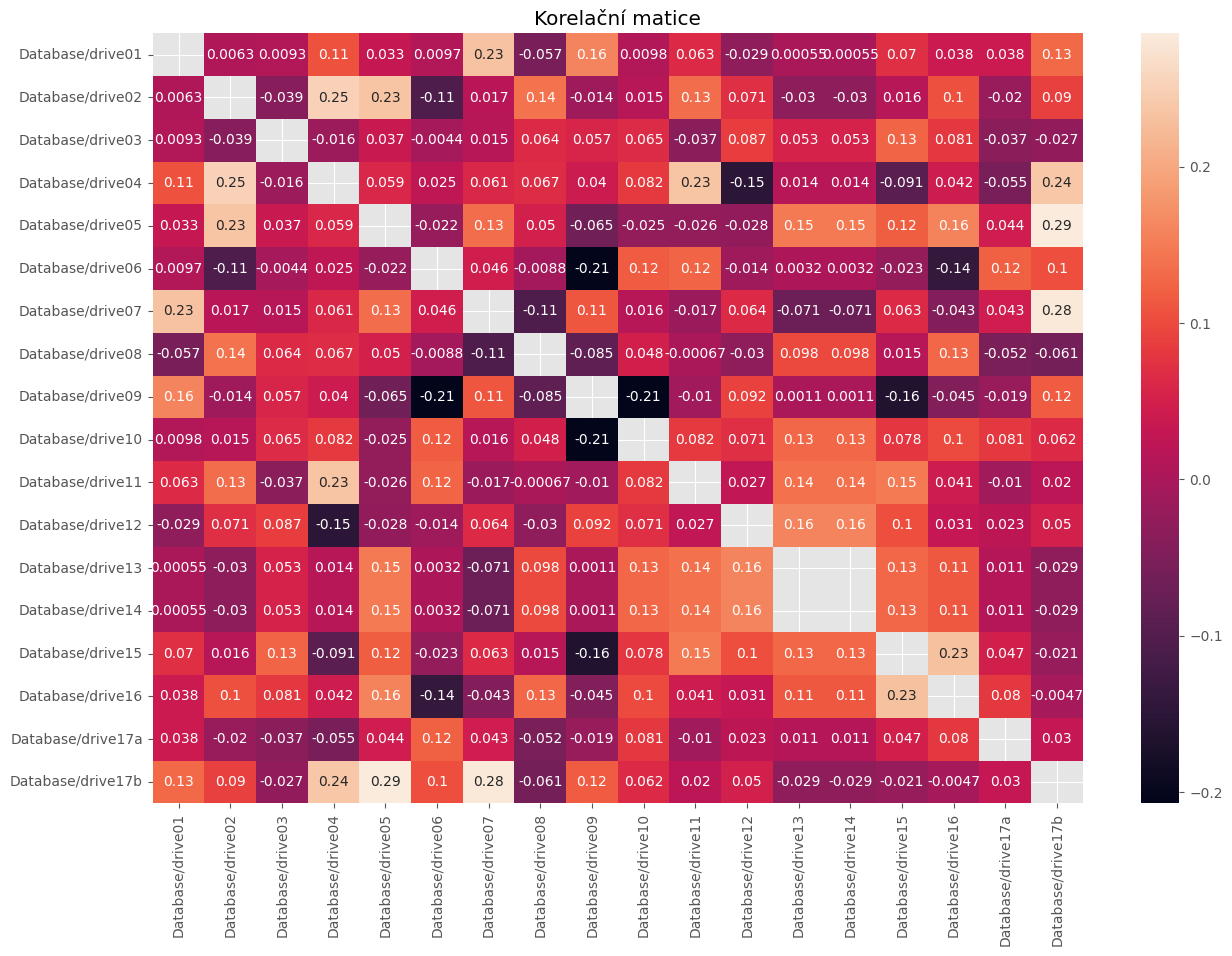 Korelační matice
Database/drive01 0.0063 0.0093 0.11 0.033 0.0097 0.23 -0.057 0.16 0.0098 0.063 -0.029 0.00055 0.00055 0.07 0.038 0.038 0.13
Database/drive02 0.0063 -0.039 0.25 0.23 -0.11 0.017 0.14 -0.014 0.015 0.13 0.071 -0.03 -0.03 0.016 0.1 -0.02 0.09
Database/drive03 0.0093 -0.039 -0.016 0.037 -0.0044 0.015 0.064 0.057 0.065 -0.037 0.087 0.053 0.053 0.13 0.081 -0.037 -0.027
Database/drive04 0.11 0.25 -0.016 0.059 0.025 0.061 0.067 0.04 0.082 0.23 -0.15 0.014 0.014 -0.091 0.042 -0.055 0.24
0.2
Database/drive05 0.033 0.23 0.037 0.059 -0.022 0.13 0.05 -0.065 -0.025 -0.026 -0.028 0.15 0.15 0.12 0.16 0.044 0.29
Database/drive06 0.0097 -0.11 -0.0044 0.025 -0.022 0.046 -0.0088 -0.21 0.12 0.12 -0.014 0.0032 0.0032 -0.023 -0.14 0.12 0.1
Database/drive07 0.23 0.017 0.015 0.061 0.13 0.046 -0.11 0.11 0.016 -0.017 0.064 -0.071 -0.071 0.063 -0.043 0.043 0.28
0.1
Database/drive08 -0.057 0.14 0.064 0.067 0.05 -0.0088 -0.11 -0.085 0.048 -0.00067 -0.03 0.098 0.098 0.015 0.13 -0.052 -0.061
Database/drive09 0.16 -0.014 0.057 0.04 -0.065 -0.21 0.11 -0.085 -0.21 -0.01 0.092 0.0011 0.0011 -0.16 -0.045 -0.019 0.12
Database/drive10 0.0098 0.015 0.065 0.082 -0.025 0.12 0.016 0.048 -0.21 0.082 0.071 0.13 0.13 0.078 0.1 0.081 0.062
Database/drive11 0.063 0.13 -0.037 0.23 -0.026 0.12 -0.017 -0.00067 -0.01 0.082 0.027 0.14 0.14 0.15 0.041 -0.01 0.02
0.0
Database/drive12 -0.029 0.071 0.087 -0.15 -0.028 -0.014 0.064 -0.03 0.092 0.071 0.027 0.16 0.16 0.1 0.031 0.023 0.05
Database/drive13 0.00055 -0.03 0.053 0.014 0.15 0.0032 -0.071 0.098 0.0011 0.13 0.14 0.16 0.13 0.11 0.011 -0.029
Database/drive14 0.00055 -0.03 0.053 0.014 0.15 0.0032 -0.071 0.098 0.0011 0.13 0.14 0.16 0.13 0.11 0.011 -0.029
−0.1
Database/drive15 0.07 0.016 0.13 -0.091 0.12 -0.023 0.063 0.015 -0.16 0.078 0.15 0.1 0.13 0.13 0.23 0.047 -0.021
Database/drive16 0.038 0.1 0.081 0.042 0.16 -0.14 -0.043 0.13 -0.045 0.1 0.041 0.031 0.11 0.11 0.23 0.08 -0.0047
Database/drive17a 0.038 -0.02 -0.037 -0.055 0.044 0.12 0.043 -0.052 -0.019 0.081 -0.01 0.023 0.011 0.011 0.047 0.08 0.03
Database/drive17b 0.13 0.09 -0.027 0.24 0.29 0.1 0.28 -0.061 0.12 0.062 0.02 0.05 -0.029 -0.029 -0.021 -0.0047 0.03
−0.2
Database/drive01
Database/drive02
Database/drive03
Database/drive04
Database/drive05
Database/drive06
Database/drive07
Database/drive08
Database/drive09
Database/drive10
Database/drive11
Database/drive12
Database/drive13
Database/drive14
Database/drive15
Database/drive16
Database/drive17a
Database/drive17b